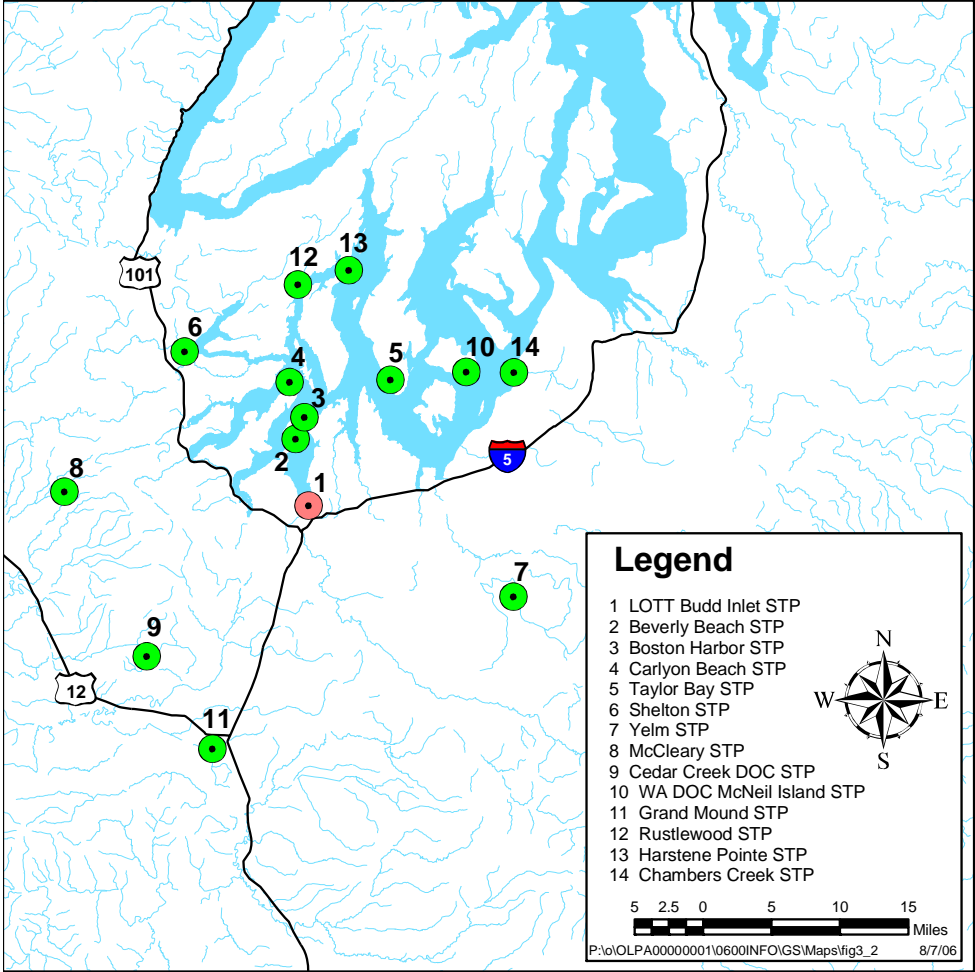 13
12
101
6
5
10
14
4
3
2
5
8
1
7
9
12
11
Legend
1 LOTT Budd Inlet STP
2 Beverly Beach STP
3 Boston Harbor STP
4 Carlyon Beach STP
5 Taylor Bay STP
6 Shelton STP
7 Yelm STP
8 McCleary STP
9 Cedar Creek DOC STP
10 WA DOC McNeil Island STP
11 Grand Mound STP
12 Rustlewood STP
13 Harstene Pointe STP
14 Chambers Creek STP
N
W E
S
5 2.5 0 5 10 15
Miles
P:\o\OLPA00000001\0600INFO\GS\Maps\fig3_2 8/7/06